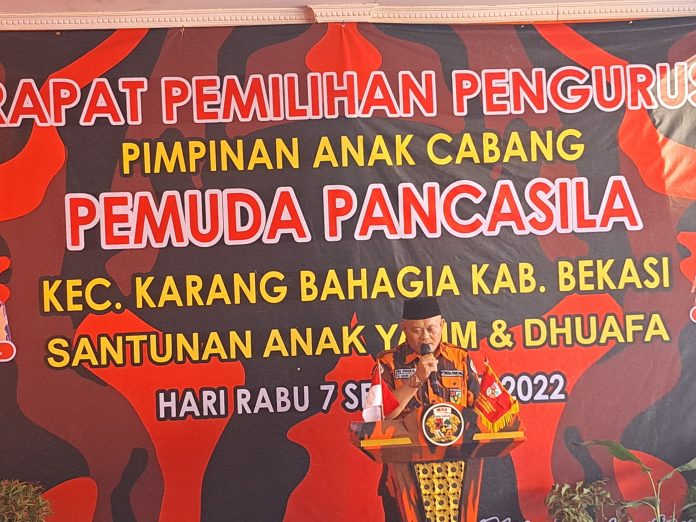 RAPAT PEMILIHAN PENGURUS
PIMPINAN ANAK CABANG
PEMUDA PANCASILA
KEC. KARANG BAHAGIA KAB. BEKASI
SANTUNAN ANAK & DHUAFA
HARI RABU 7 2022